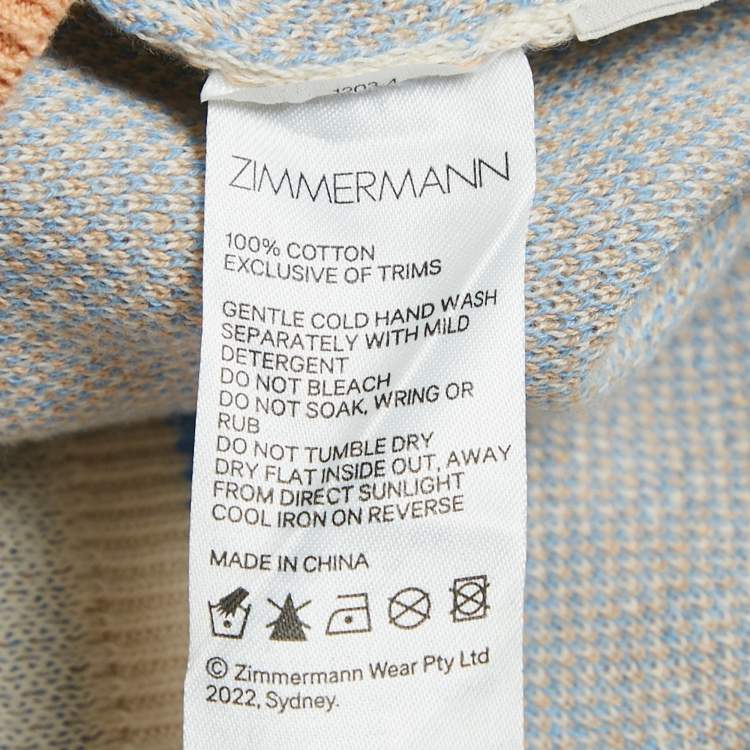 ZIMMERMANN
100% COTTON
EXCLUSIVE OF TRIMS
GENTLE COLD HAND WASH
SEPARATELY WITH MILD
DETERGENT
DO NOT BLEACH
DO NOT SOAK, WRING OR
RUB
DO NOT TUMBLE DRY
DRY FLAT INSIDE OUT, AWAY
FROM DIRECT SUNLIGHT
COOL IRON ON REVERSE
MADE IN CHINA
© Zimmermann Wear Pty Ltd
2022, Sydney.